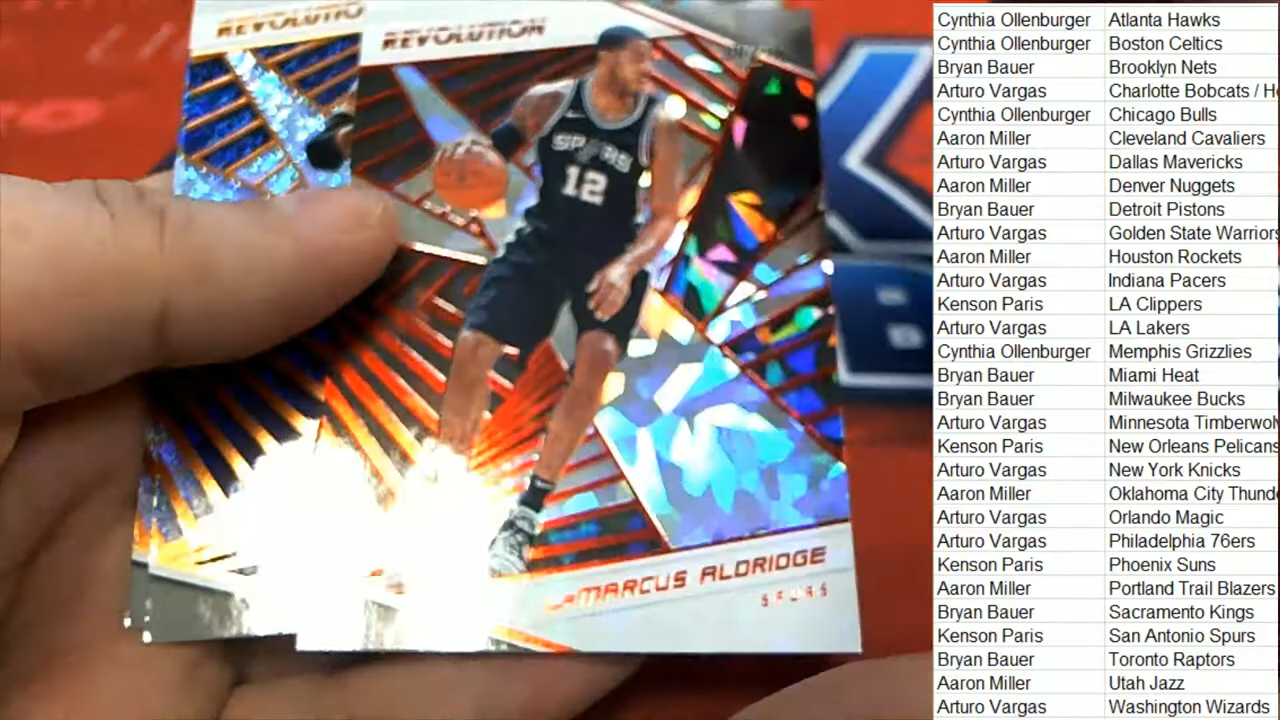 REVOLUTIO
REVOLUTION
SPURS
12
LAMARCUS ALDRIDGE
SPURS
Cynthia Ollenburger Atlanta Hawks
Cynthia Ollenburger Boston Celtics
Bryan Bauer Brooklyn Nets
Arturo Vargas Charlotte Bobcats / Ho
Cynthia Ollenburger Chicago Bulls
Aaron Miller Cleveland Cavaliers
Arturo Vargas Dallas Mavericks
Aaron Miller Denver Nuggets
Bryan Bauer Detroit Pistons
Arturo Vargas Golden State Warriors
Aaron Miller Houston Rockets
Arturo Vargas Indiana Pacers
Kenson Paris LA Clippers
Arturo Vargas LA Lakers
Cynthia Ollenburger Memphis Grizzlies
Bryan Bauer Miami Heat
Bryan Bauer Milwaukee Bucks
Arturo Vargas Minnesota Timberwol
Kenson Paris New Orleans Pelicans
Arturo Vargas New York Knicks
Aaron Miller Oklahoma City Thund
Arturo Vargas Orlando Magic
Arturo Vargas Philadelphia 76ers
Kenson Paris Phoenix Suns
Aaron Miller Portland Trail Blazers
Bryan Bauer Sacramento Kings
Kenson Paris San Antonio Spurs
Bryan Bauer Toronto Raptors
Aaron Miller Utah Jazz
Arturo Vargas Washington Wizards